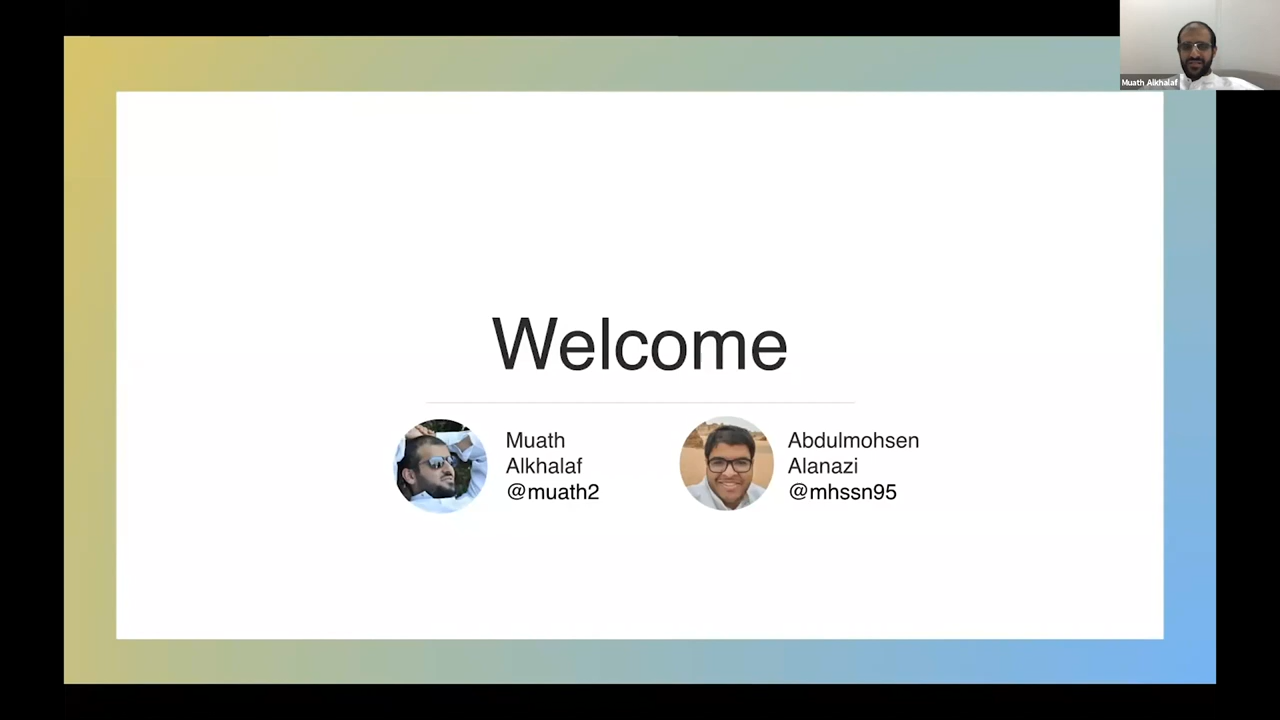 Muath Alkhalaf
Welcome
Muath
Alkhalaf
@muath2
Abdulmohsen
Alanazi
@mhssn95